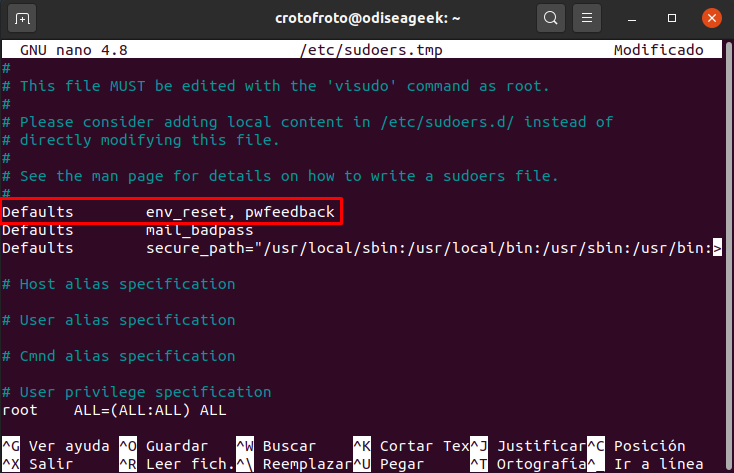 crotofroto@odiseageek: ~
GNU nano 4.8 /etc/sudoers.tmp Modificado
#
# This file MUST be edited with the 'visudo' command as root.
#
# Please consider adding local content in /etc/sudoers.d/ instead of
# directly modifying this file.
#
# See the man page for details on how to write a sudoers file.
#
Defaults env_reset, pwfeedback
Defaults mail_badpass
Defaults secure_path="/usr/local/sbin:/usr/local/bin:/usr/sbin:/usr/bin:>
# Host alias specification
# User alias specification
# Cmnd alias specification
# User privilege specification
root ALL=(ALL:ALL) ALL
^G Ver ayuda ^O Guardar ^W Buscar ^K Cortar Tex^J Justificar^C Posición
^X Salir ^R Leer fich.^\ Reemplazar^U Pegar ^T Ortografía^_ Ir a línea